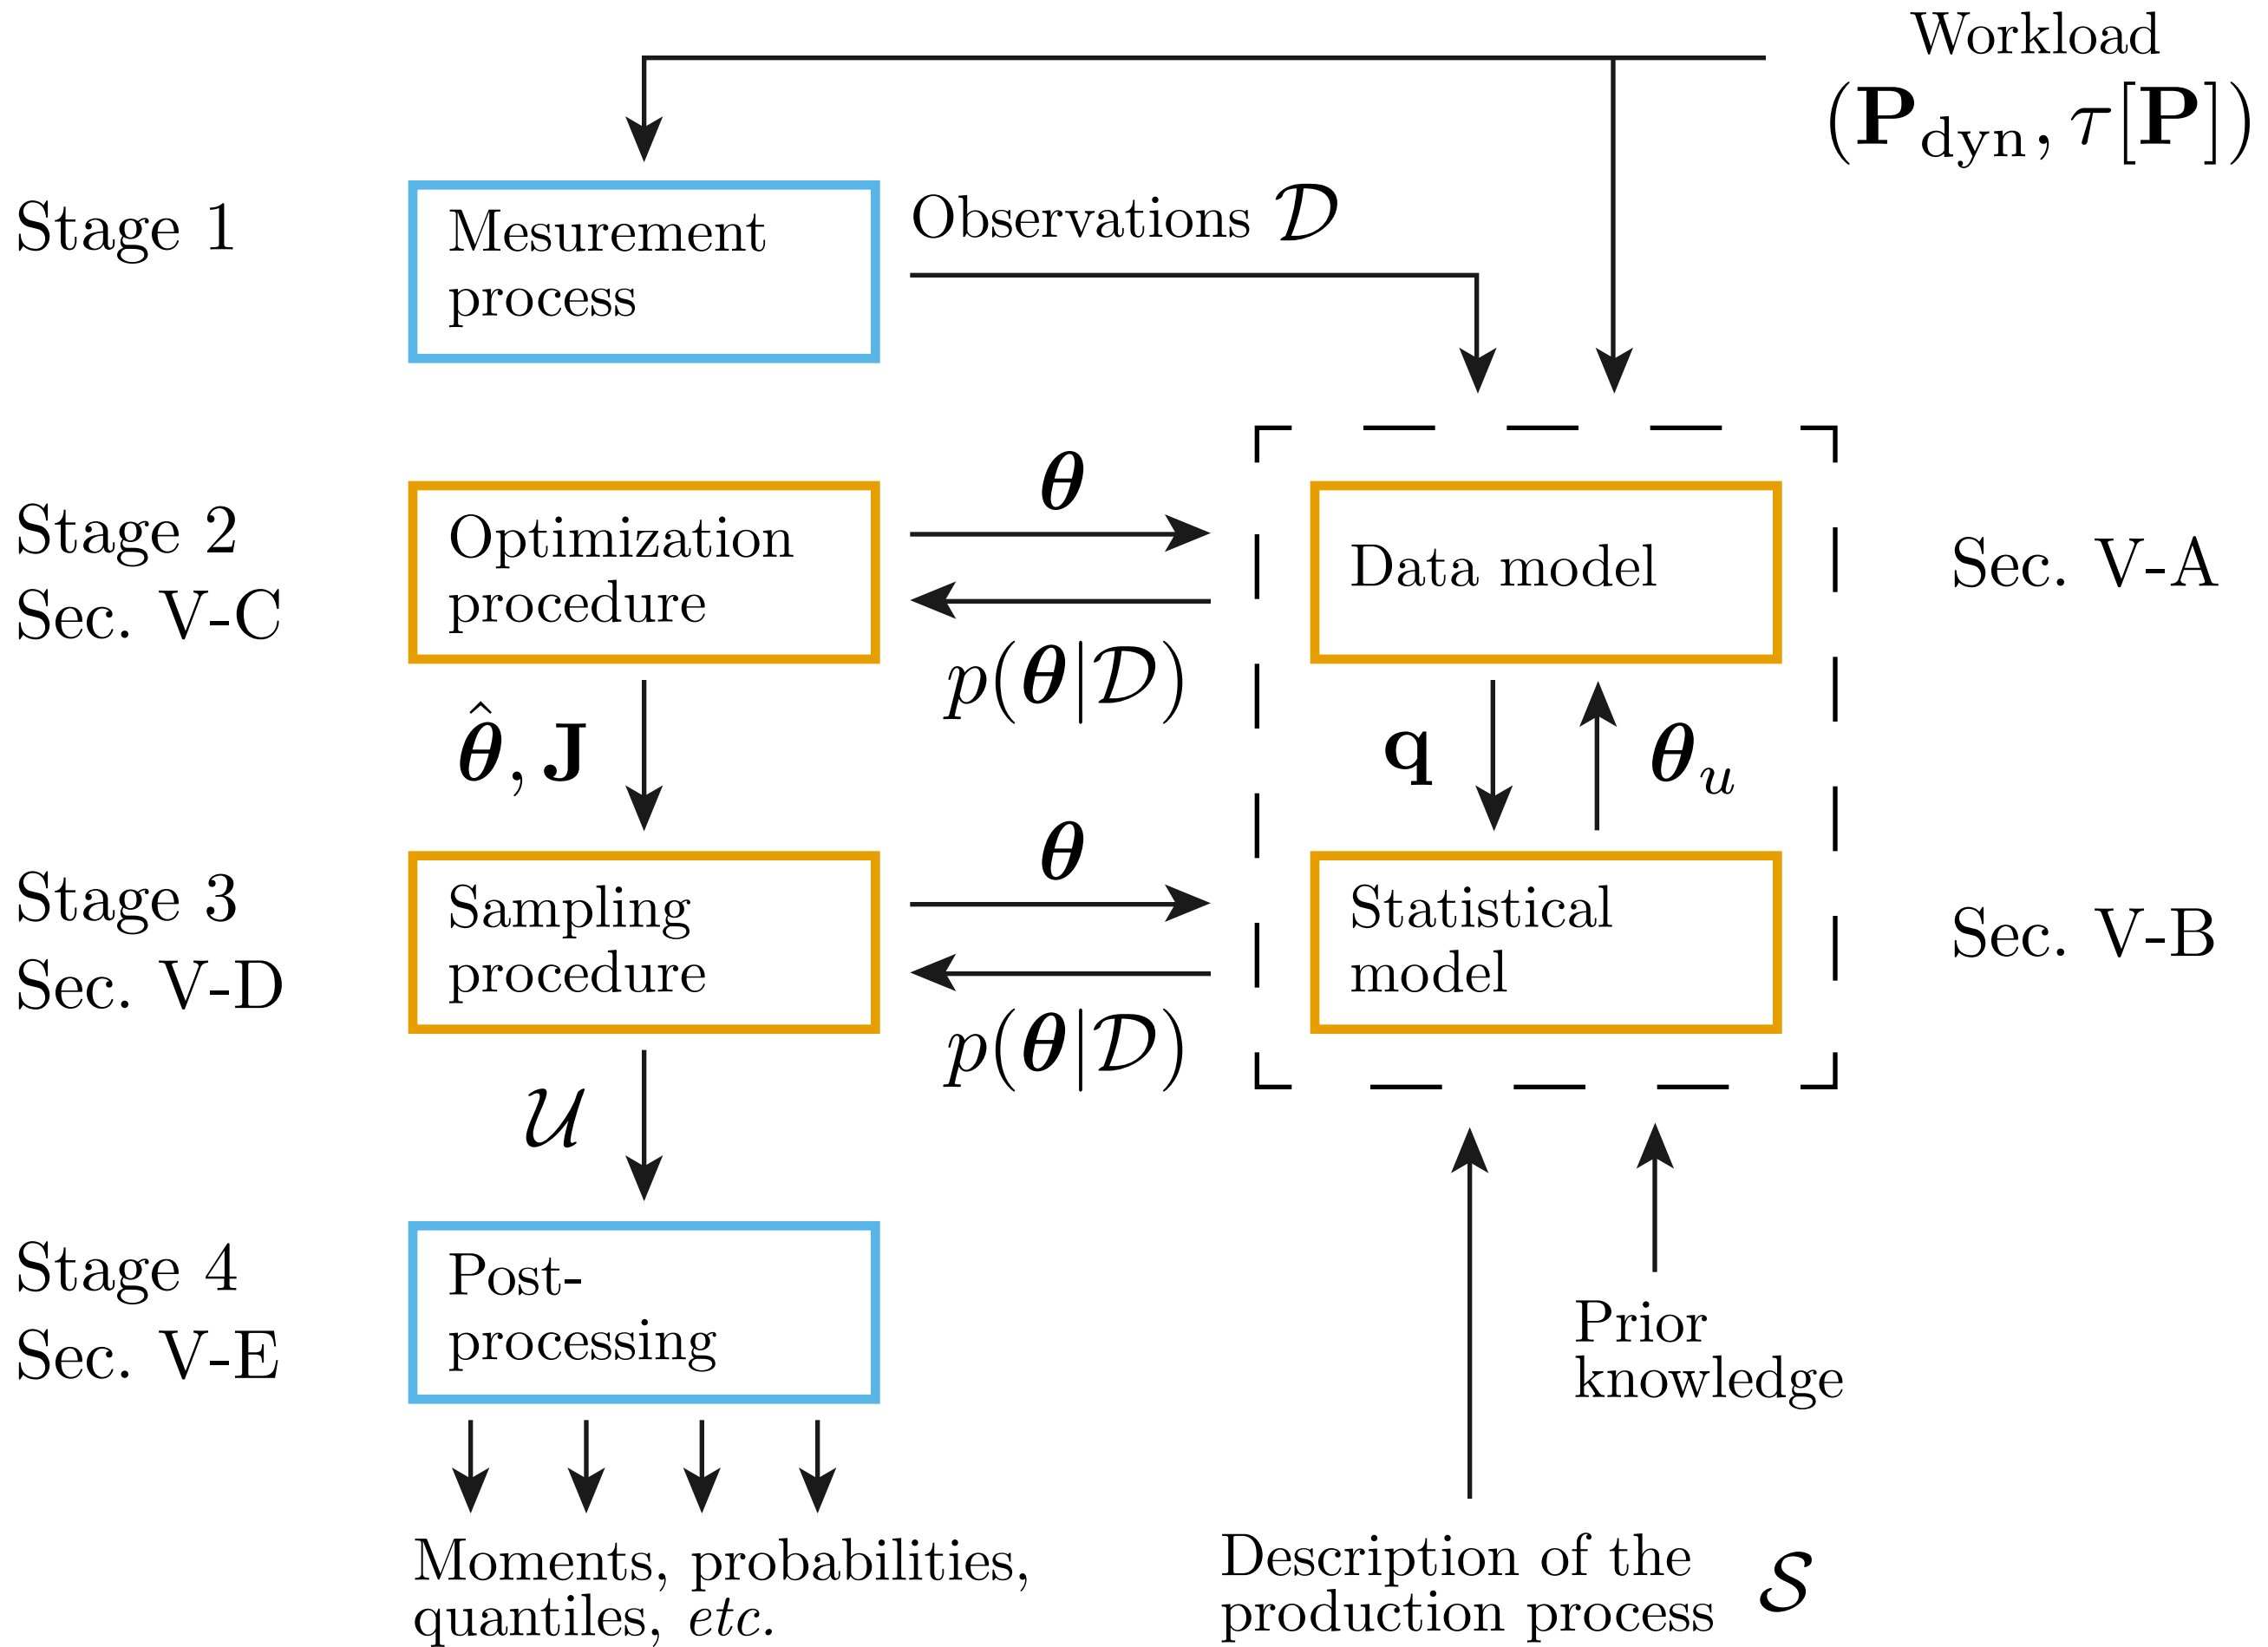 Workload
(P_dyn, τ[P])
Stage 1
Mesurement
process
Observations 𝒟
Stage 2
Sec. V-C
Optimization
procedure
θ
p(θ|𝒟)
Data model
Sec. V-A
θ̂, J
q
θ_u
Stage 3
Sec. V-D
Sampling
procedure
θ
p(θ|𝒟)
Statistical
model
Sec. V-B
𝒰
Stage 4
Sec. V-E
Post-
processing
Prior
knowledge
Moments, probabilities,
quantiles, etc.
Description of the
production process 𝒮